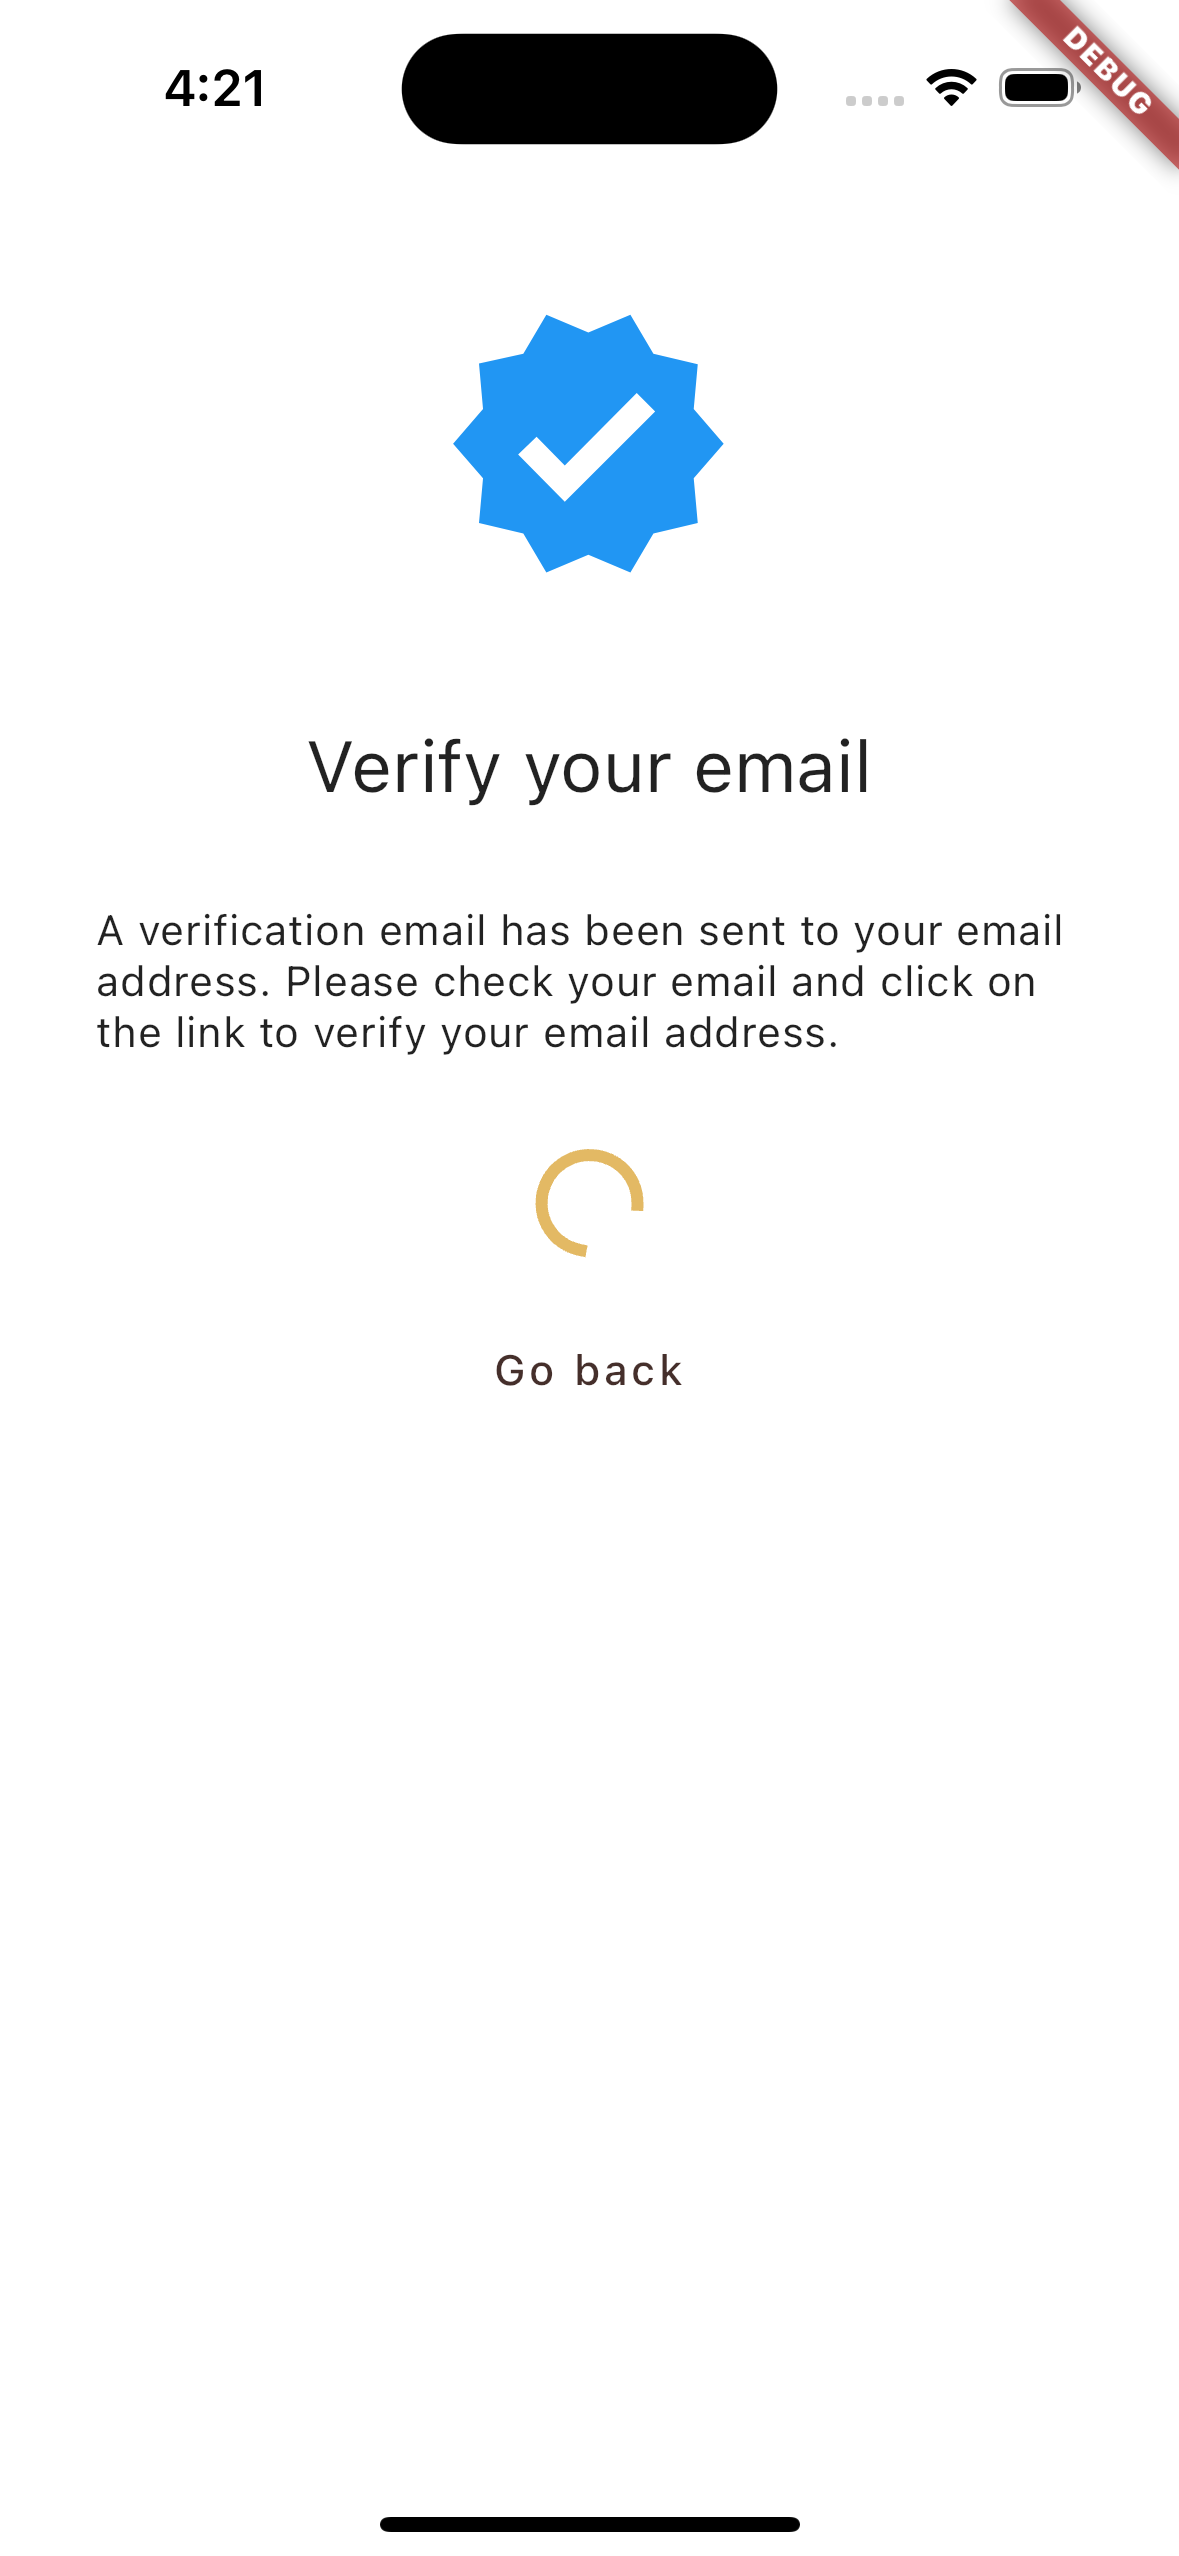 4:21
DEBUG
Verify your email
A verification email has been sent to your email
address. Please check your email and click on
the link to verify your email address.
Go back